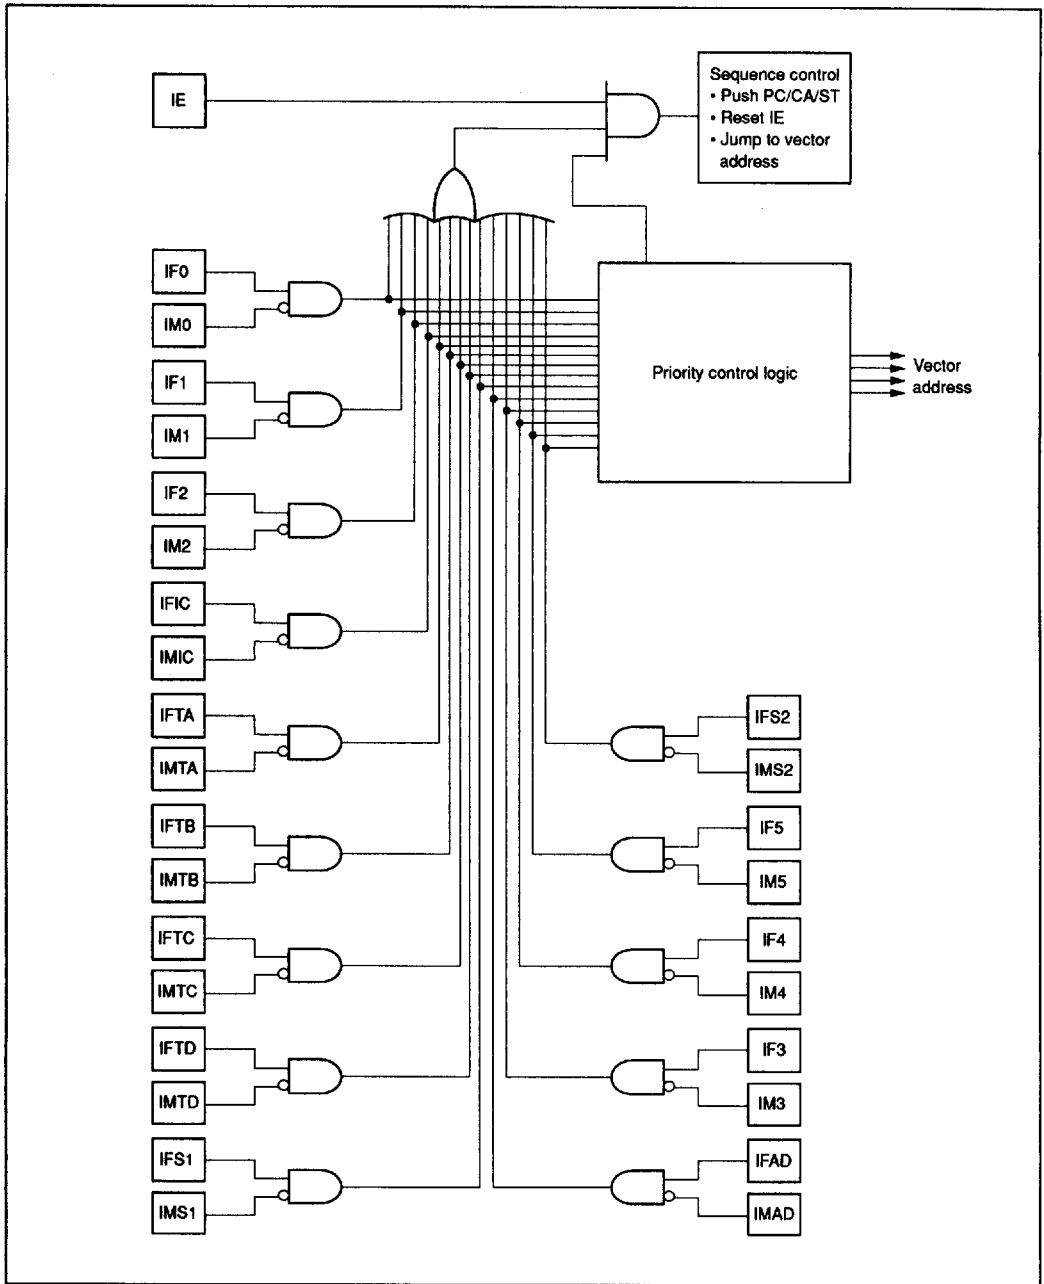 IE
Sequence control
• Push PC/CA/ST
• Reset IE
• Jump to vector
address
IF0
IM0
IF1
IM1
IF2
IM2
IFIC
IMIC
IFTA
IMTA
IFTB
IMTB
IFTC
IMTC
IFTD
IMTD
IFS1
IMS1
Priority control logic
Vector
address
IFS2
IMS2
IF5
IM5
IF4
IM4
IF3
IM3
IFAD
IMAD